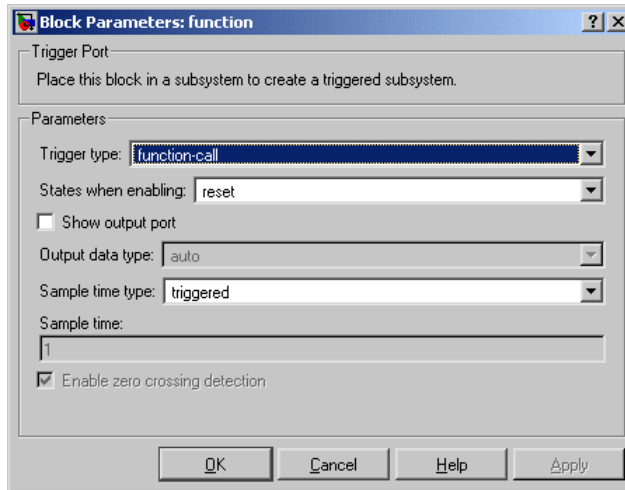 Block Parameters: function
Trigger Port
Place this block in a subsystem to create a triggered subsystem.
Parameters
Trigger type: function-call
States when enabling: reset
Show output port
Output data type: auto
Sample time type: triggered
Sample time:
1
Enable zero crossing detection
OK Cancel Help Apply